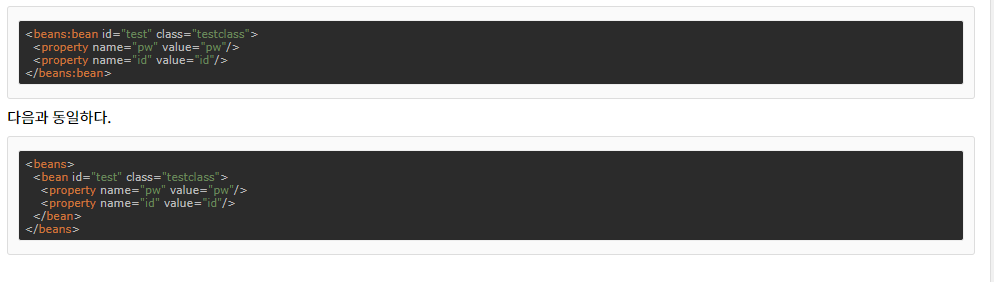 <beans:bean id="test" class="testclass">
<property name="pw" value="pw"/>
<property name="id" value="id"/>
</beans:bean>
다음과 동일하다.
<beans>
<bean id="test" class="testclass">
<property name="pw" value="pw"/>
<property name="id" value="id"/>
</bean>
</beans>